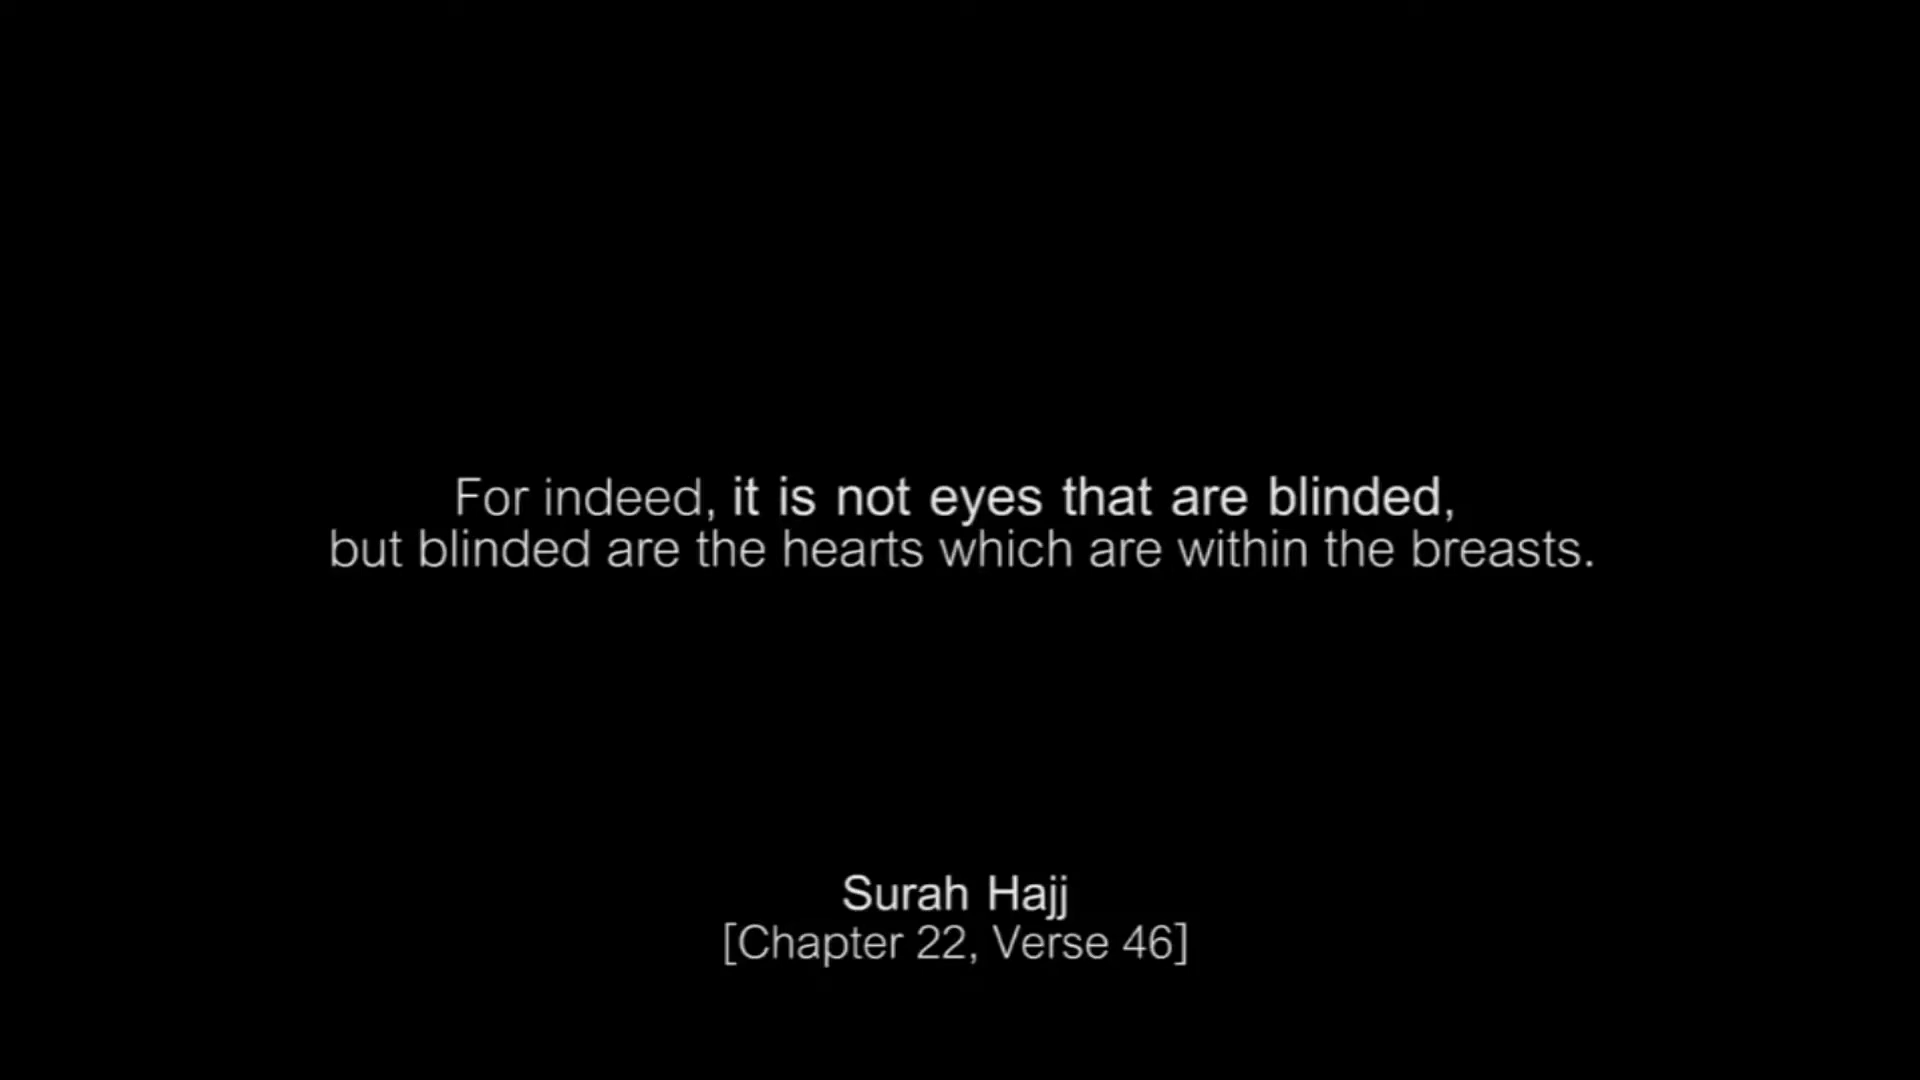 For indeed, it is not eyes that are blinded,
but blinded are the hearts which are within the breasts.
Surah Hajj
[Chapter 22, Verse 46]